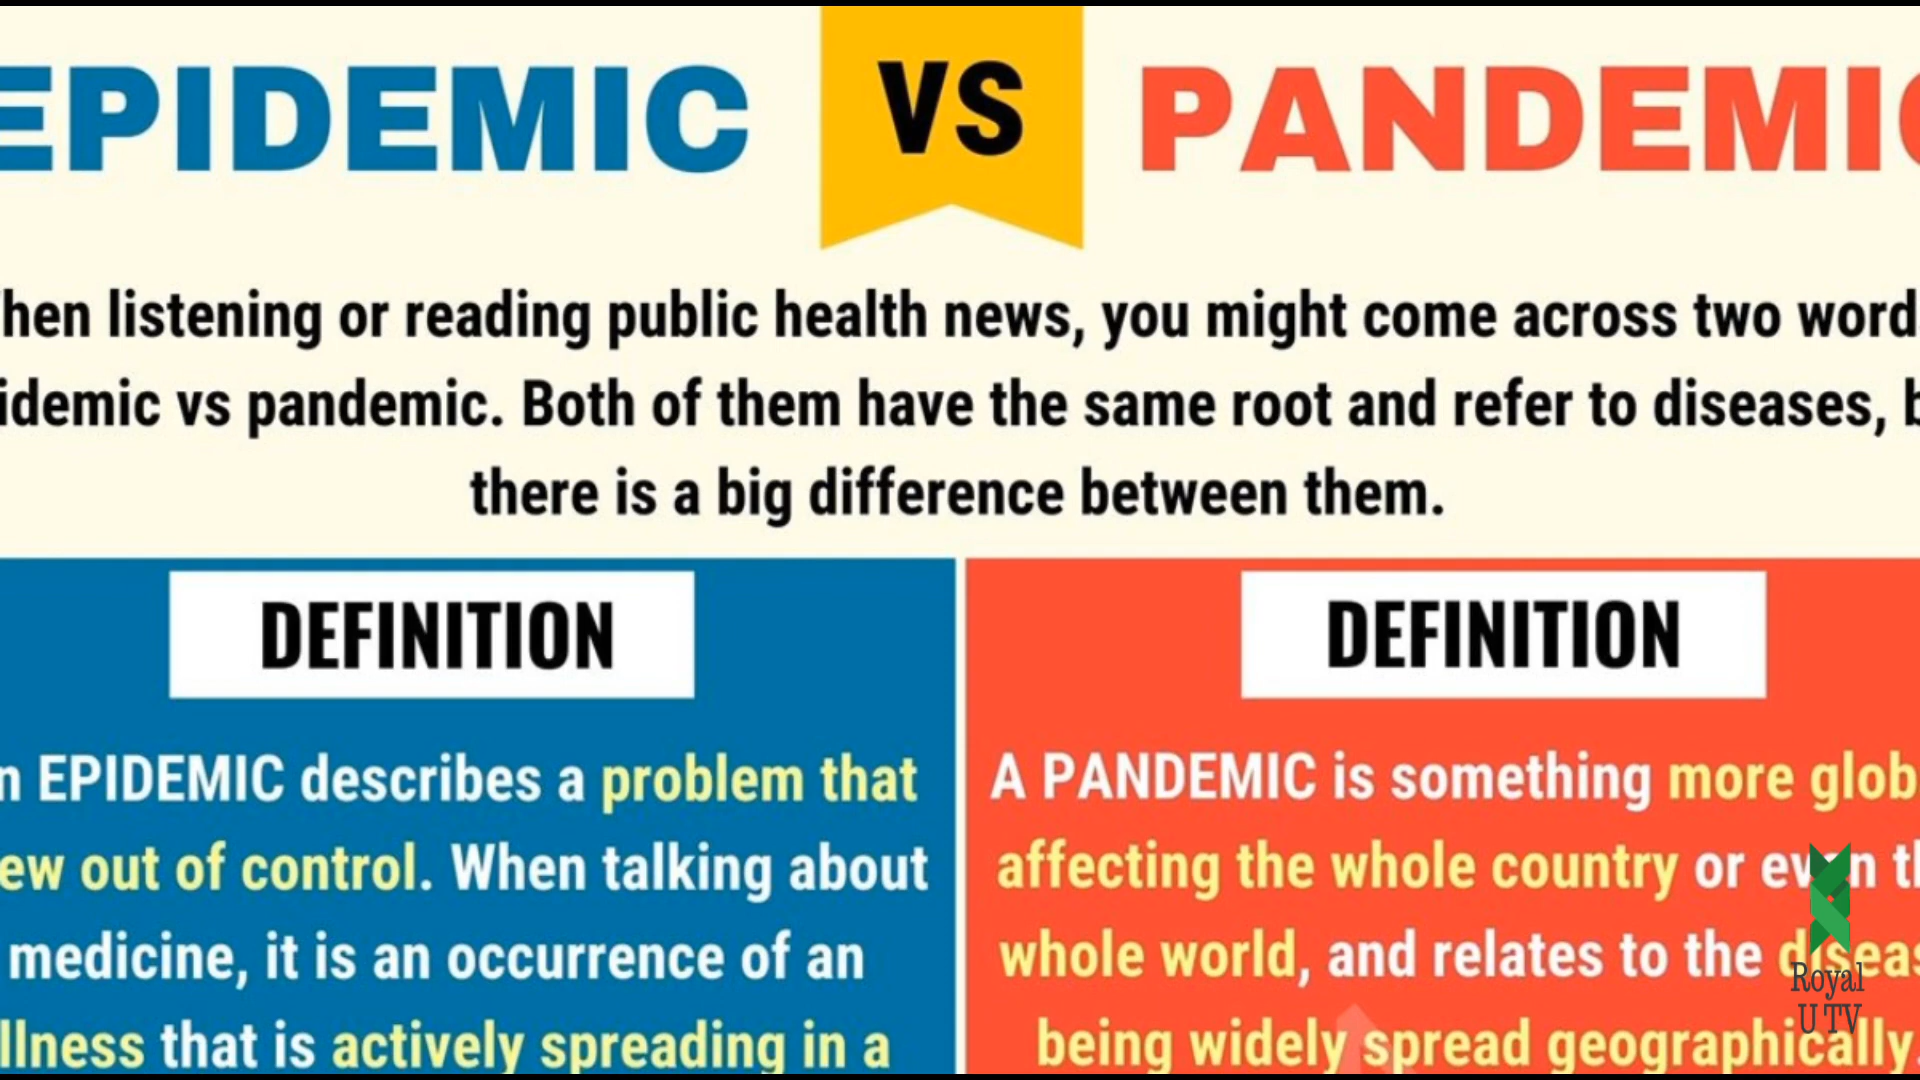 EPIDEMIC VS PANDEMIC
hen listening or reading public health news, you might come across two word
idemic vs pandemic. Both of them have the same root and refer to diseases, b
there is a big difference between them.
DEFINITION
n EPIDEMIC describes a problem that
ew out of control. When talking about
medicine, it is an occurrence of an
llness that is actively spreading in a
DEFINITION
A PANDEMIC is something more glob
affecting the whole country or even th
whole world, and relates to the diseas
being widely spread geographically.
Royal
U TV